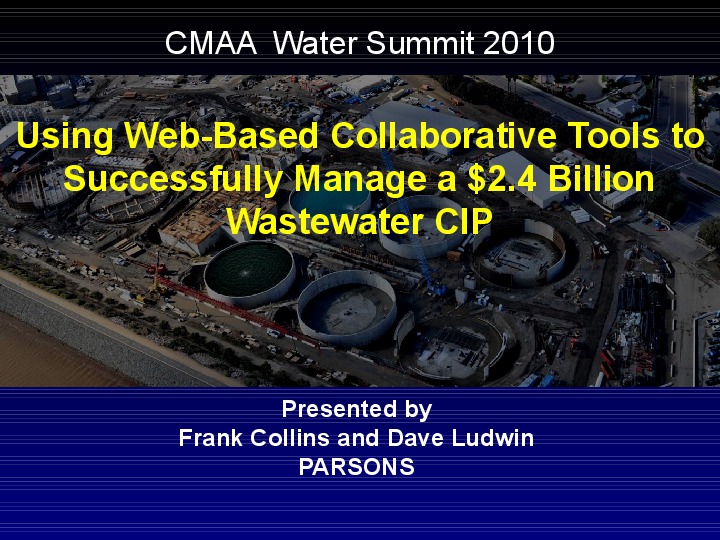 CMAA Water Summit 2010
Using Web-Based Collaborative Tools to
Successfully Manage a $2.4 Billion
Wastewater CIP
Presented by
Frank Collins and Dave Ludwin
PARSONS